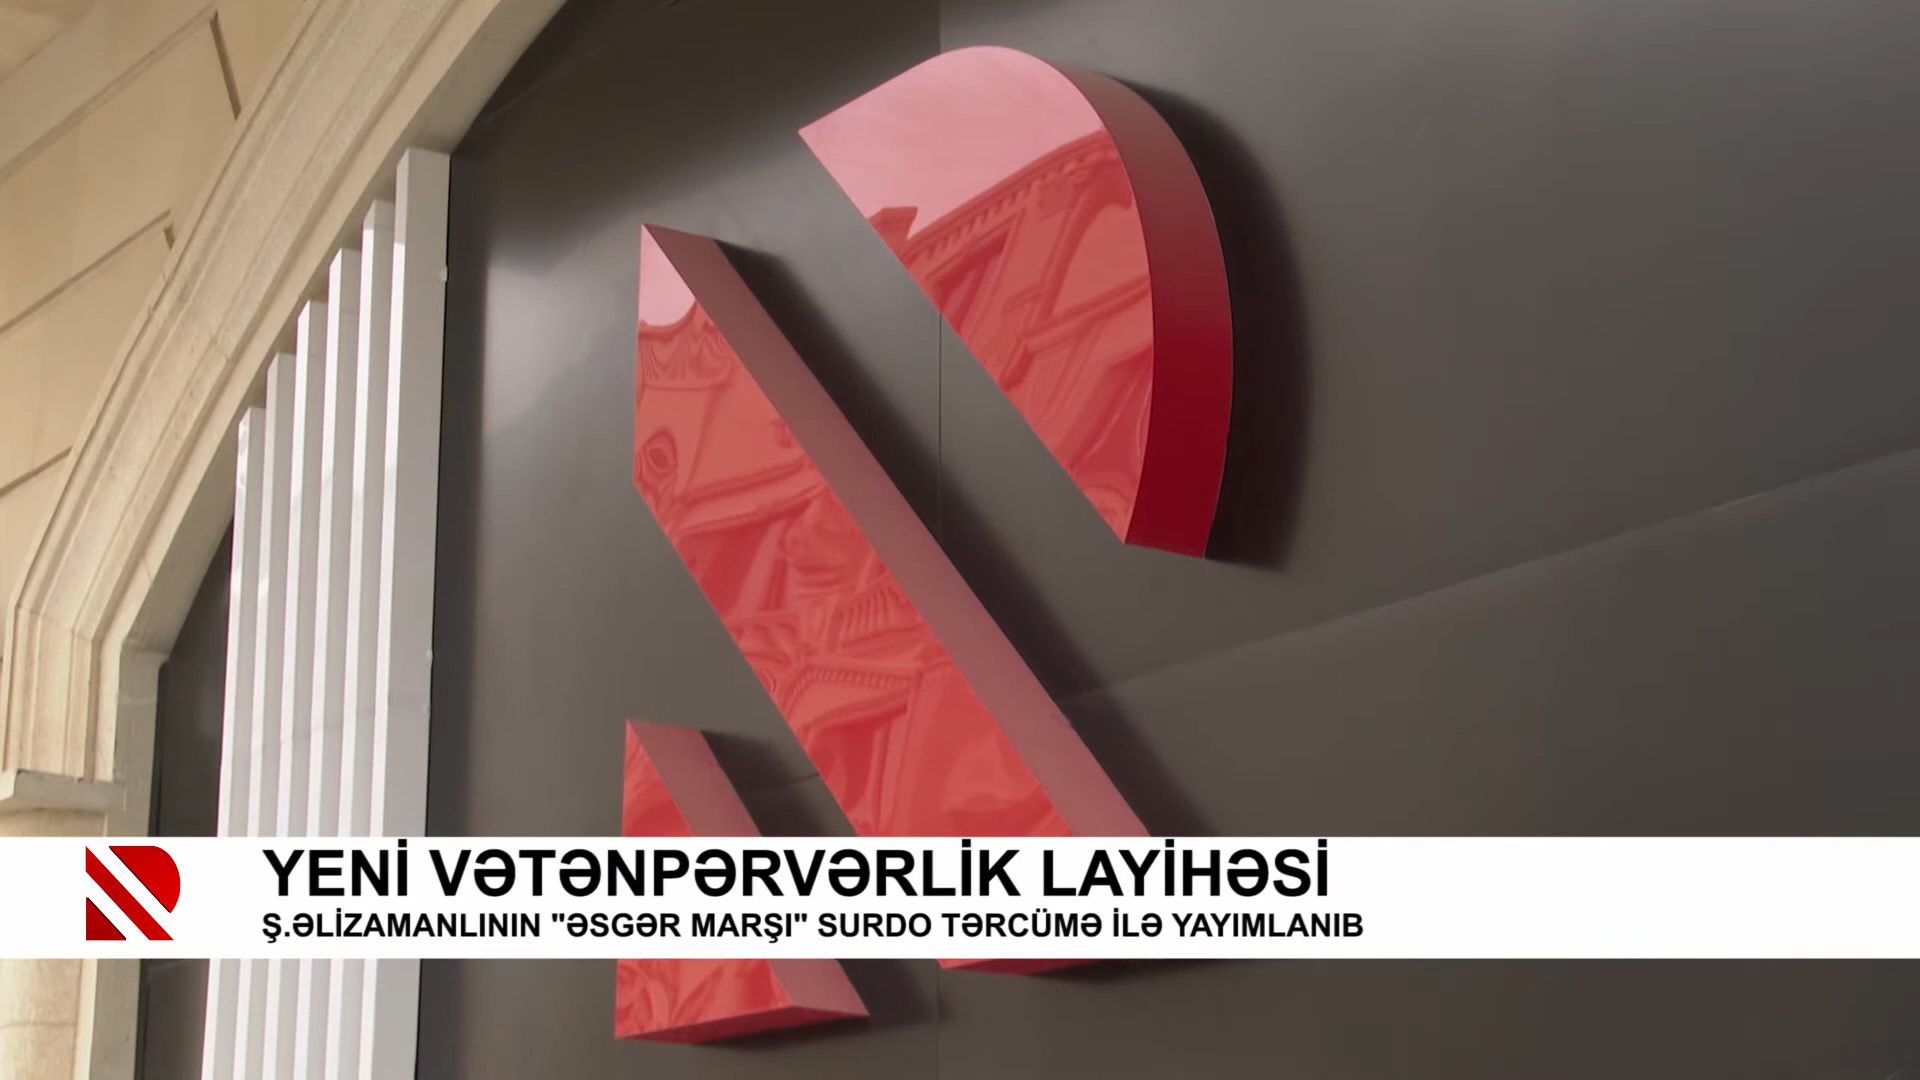 YENİ VƏTƏNPƏRVƏRLİK LAYİHƏSİ
Ş.ƏLİZAMANLININ "ƏSGƏR MARŞI" SURDO TƏRCÜMƏ İLƏ YAYIMLANIB